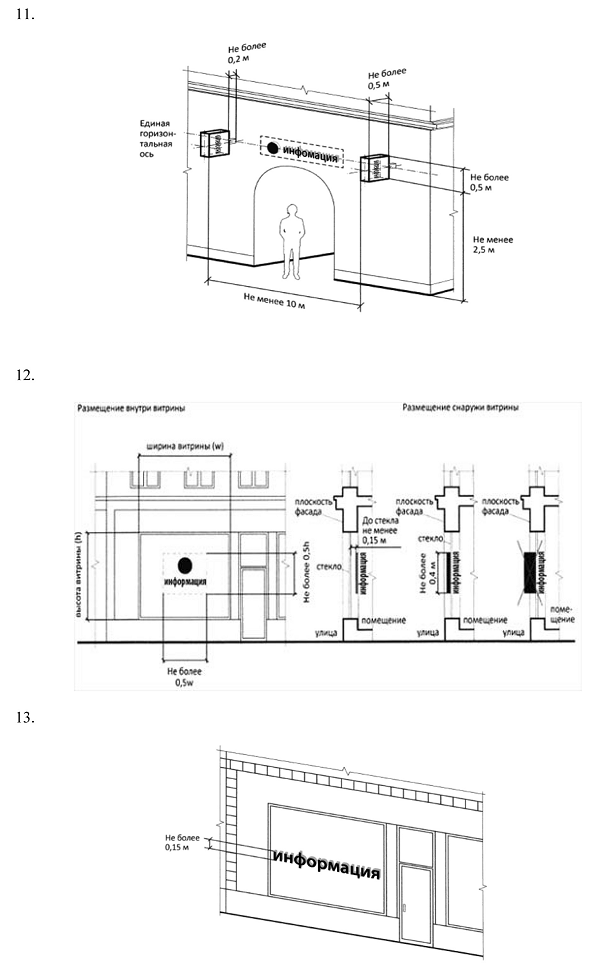 11.
Не более
0,2 м
Не более
0,5 м
Единая
горизон-
тальная
ось
инфомация
Не более
0,5 м
Не менее
2,5 м
Не менее 10 м
12.
Размещение внутри витрины
Размещение снаружи витрины
ширина витрины (w)
высота витрины (h)
информация
Не более 0,5h
Не более
0,5w
плоскость
фасада
До стекла
не менее
0,15 м
стекло
информация
улица
помещение
плоскость
фасада
стекло
Не более
0,4 м
информация
улица
помещение
плоскость
фасада
информация
улица
поме-
щение
13.
Не более
0,15 м
информация